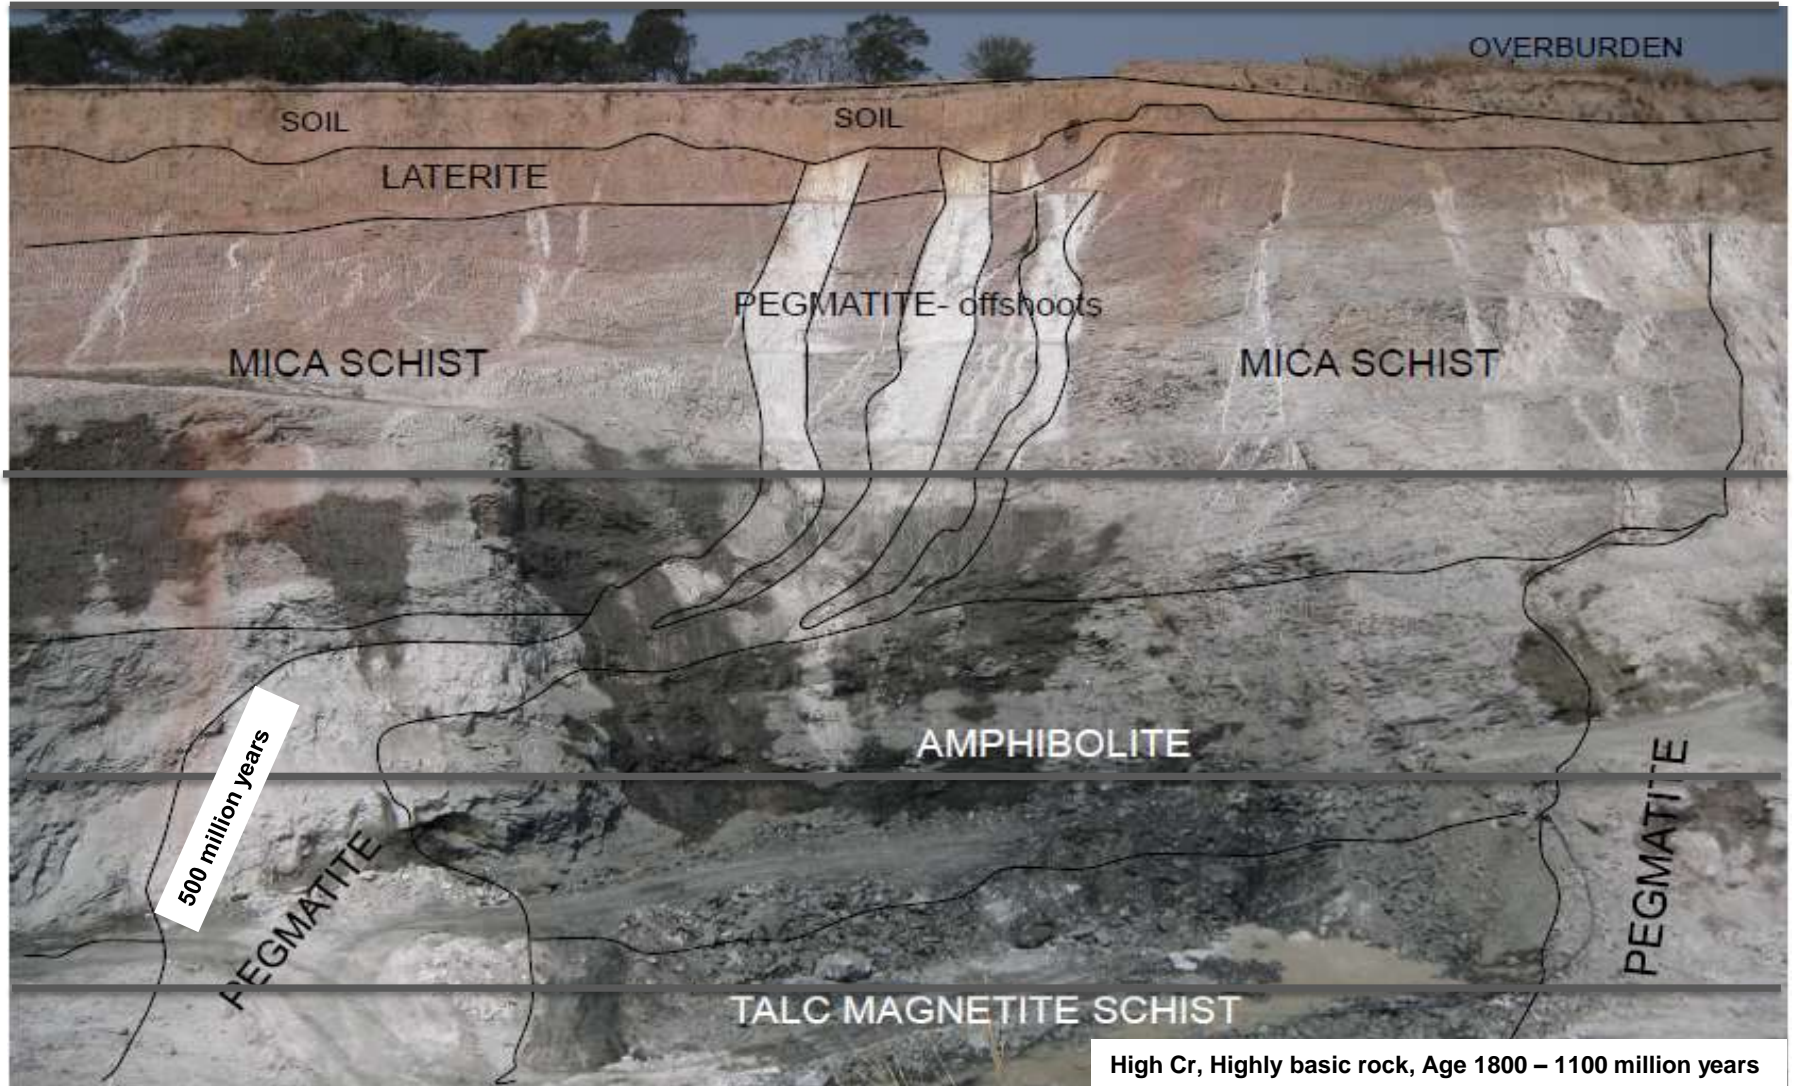 OVERBURDEN
SOIL
SOIL
LATERITE
PEGMATITE- offshoots
MICA SCHIST
MICA SCHIST
AMPHIBOLITE
500 million years
PEGMATITE
PEGMATITE
TALC MAGNETITE SCHIST
High Cr, Highly basic rock, Age 1800 – 1100 million years